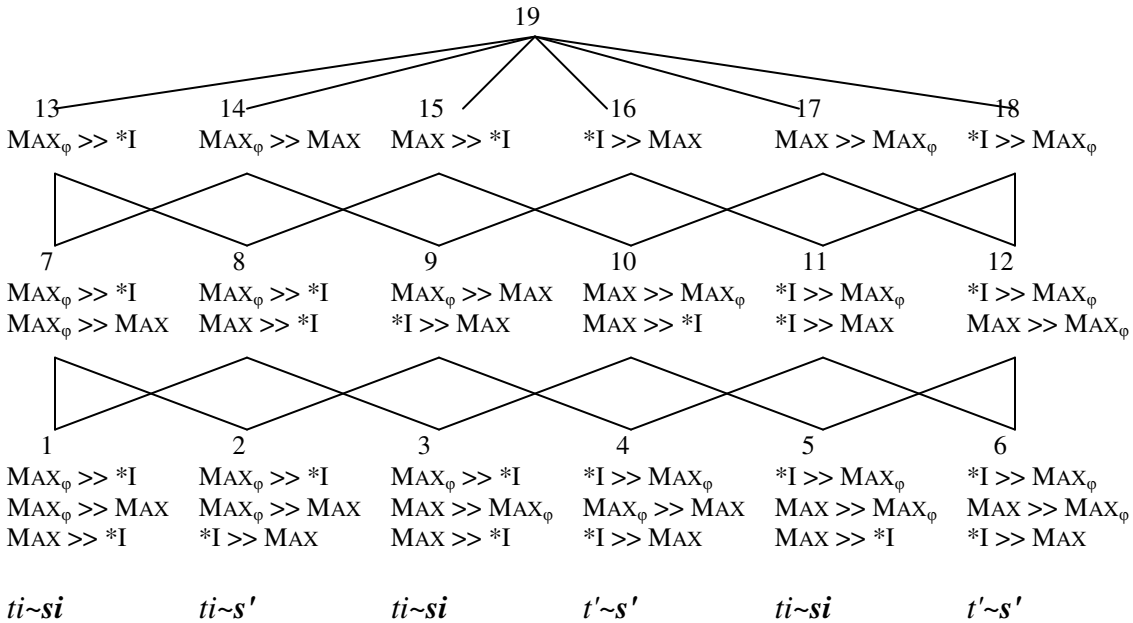 19
13 14 15 16 17 18
MAXφ >> *I MAXφ >> MAX MAX >> *I *I >> MAX MAX >> MAXφ *I >> MAXφ
7 8 9 10 11 12
MAXφ >> *I MAXφ >> *I MAXφ >> MAX MAX >> MAXφ *I >> MAXφ *I >> MAXφ
MAXφ >> MAX MAX >> *I *I >> MAX MAX >> *I *I >> MAX MAX >> MAXφ
1 2 3 4 5 6
MAXφ >> *I MAXφ >> *I MAXφ >> *I *I >> MAXφ *I >> MAXφ *I >> MAXφ
MAXφ >> MAX MAXφ >> MAX MAX >> MAXφ MAXφ >> MAX MAX >> MAXφ MAX >> MAXφ
MAX >> *I *I >> MAX MAX >> *I *I >> MAX MAX >> *I *I >> MAX
ti~si ti~s' ti~si t'~s' ti~si t'~s'